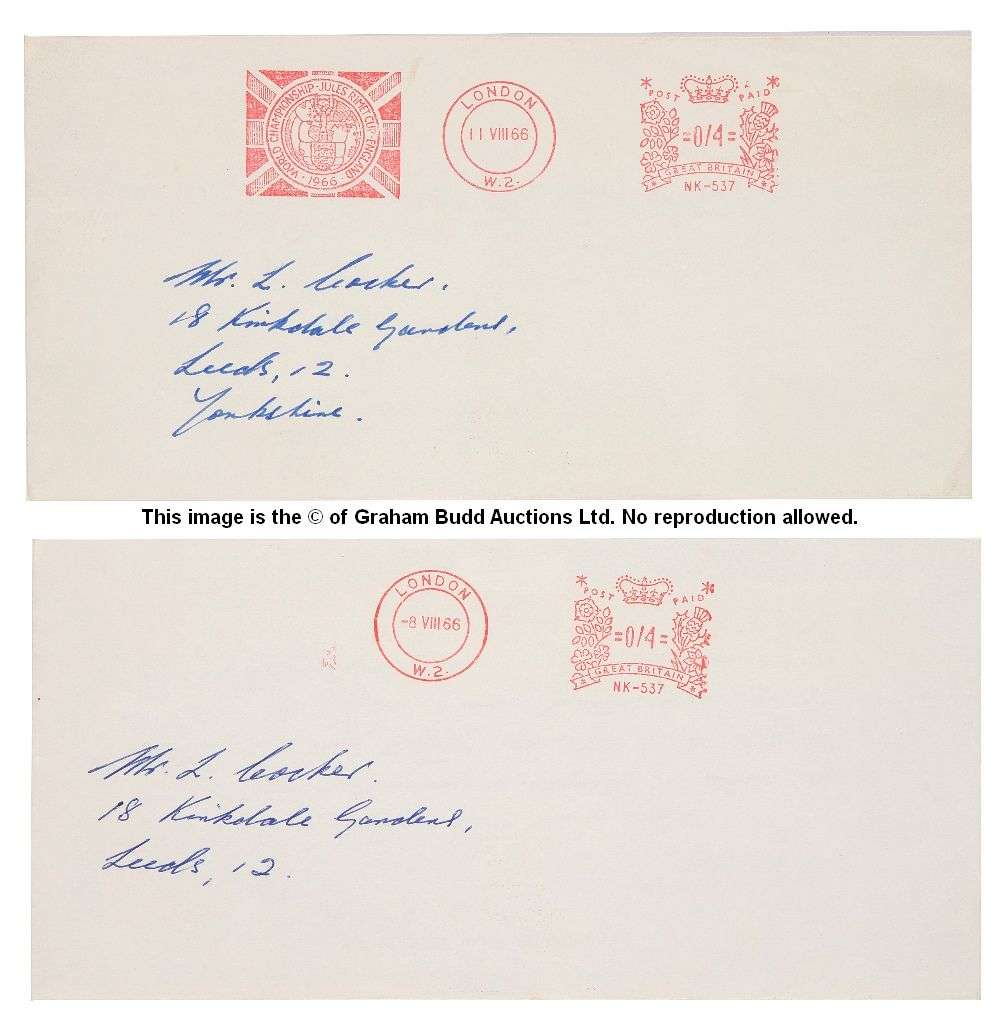 WORLD CHAMPIONSHIP · JULES RIMET CUP · ENGLAND · 1966 ·
LONDON
11 VIII 66
W.2.
POST PAID
=0/4=
GREAT BRITAIN
NK-537
Mr. L. Cocker.
18 Kirkdale Gardens,
Leeds, 12.
Yorkshire.
This image is the © of Graham Budd Auctions Ltd. No reproduction allowed.
LONDON
-8 VIII 66
W.2.
POST PAID
=0/4=
GREAT BRITAIN
NK-537
Mr. L. Cocker.
18 Kirkdale Gardens,
Leeds, 12.